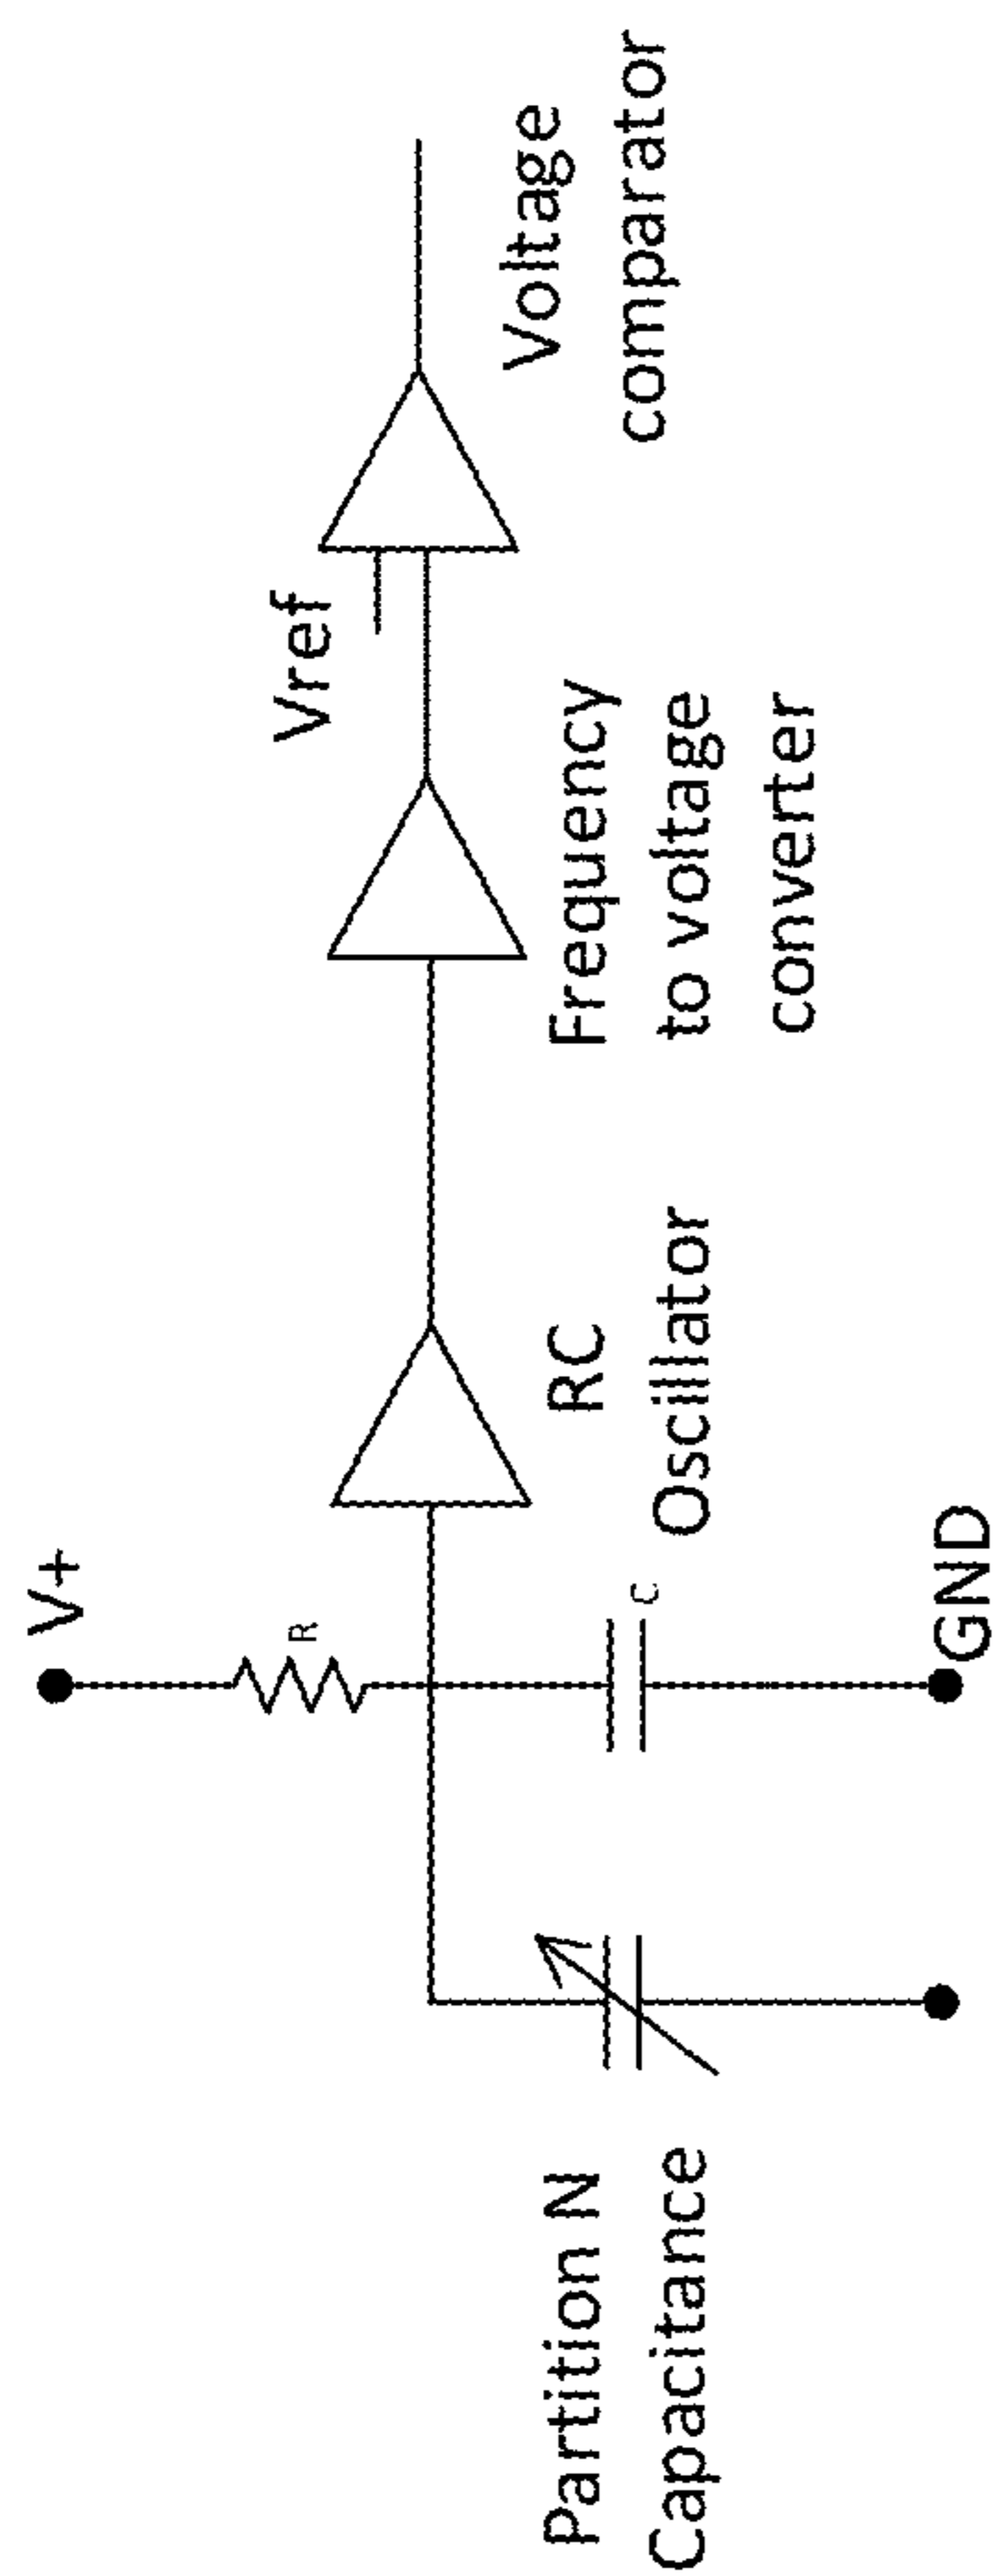 Partition N
Capacitance
V+
R
C
GND
RC
Oscillator
Frequency
to voltage
converter
Vref
Voltage
comparator